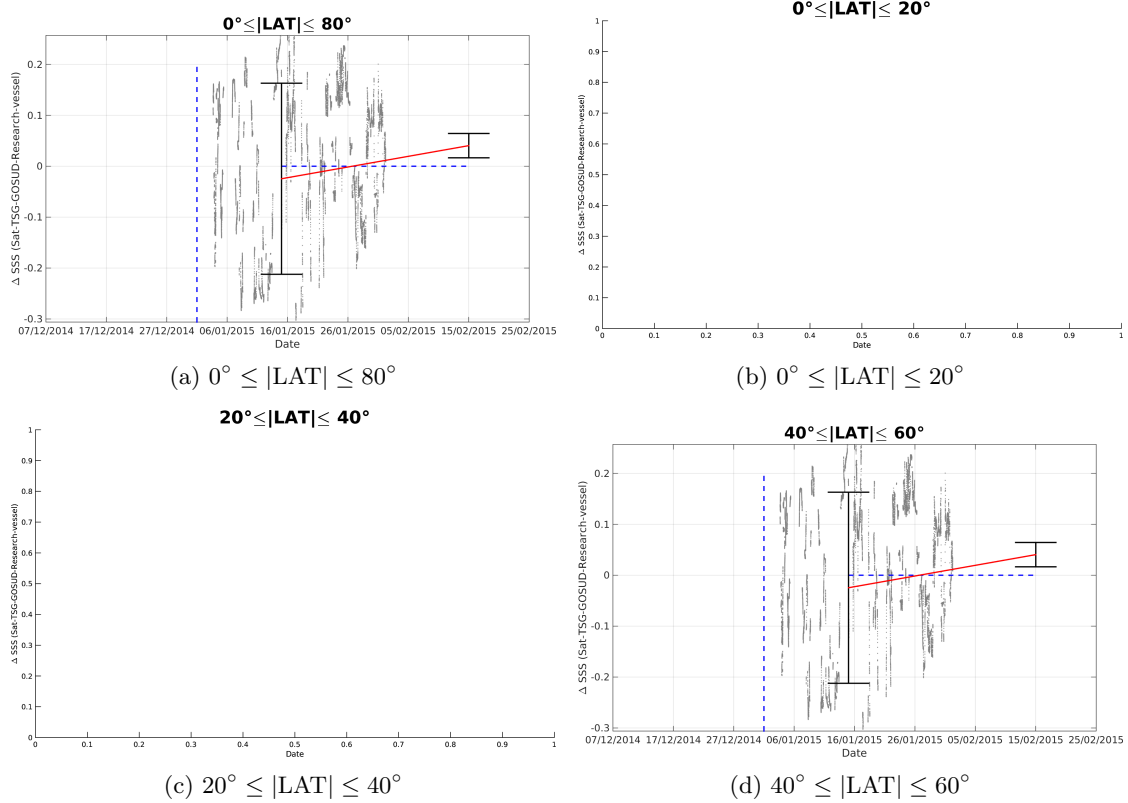 0°≤|LAT|≤ 80°
0.2
0.1
0
-0.1
-0.2
-0.3
Δ SSS (Sat-TSG-GOSUD-Research-vessel)
07/12/2014 17/12/2014 27/12/2014 06/01/2015 16/01/2015 26/01/2015 05/02/2015 15/02/2015 25/02/2015
Date
(a) 0° ≤ |LAT| ≤ 80°
0°≤|LAT|≤ 20°
1
0.9
0.8
0.7
0.6
0.5
0.4
0.3
0.2
0.1
0
Δ SSS (Sat-TSG-GOSUD-Research-vessel)
0 0.1 0.2 0.3 0.4 0.5 0.6 0.7 0.8 0.9 1
Date
(b) 0° ≤ |LAT| ≤ 20°
20°≤|LAT|≤ 40°
1
0.9
0.8
0.7
0.6
0.5
0.4
0.3
0.2
0.1
0
Δ SSS (Sat-TSG-GOSUD-Research-vessel)
0 0.1 0.2 0.3 0.4 0.5 0.6 0.7 0.8 0.9 1
Date
(c) 20° ≤ |LAT| ≤ 40°
40°≤|LAT|≤ 60°
0.2
0.1
0
-0.1
-0.2
-0.3
Δ SSS (Sat-TSG-GOSUD-Research-vessel)
07/12/2014 17/12/2014 27/12/2014 06/01/2015 16/01/2015 26/01/2015 05/02/2015 15/02/2015 25/02/2015
Date
(d) 40° ≤ |LAT| ≤ 60°